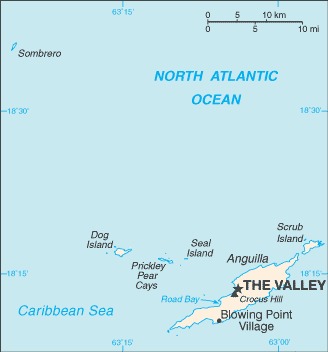 63°15'
0 5 10 km
0 5 10 mi
Sombrero
NORTH ATLANTIC
OCEAN
18°30'
18°30'
Scrub
Island
Dog
Island
Seal
Island
Prickley
Pear
Cays
Anguilla
18°15'
18°15'
THE VALLEY
Road Bay
Crocus Hill
Caribbean Sea
Blowing Point
Village
63°15'
63°00'